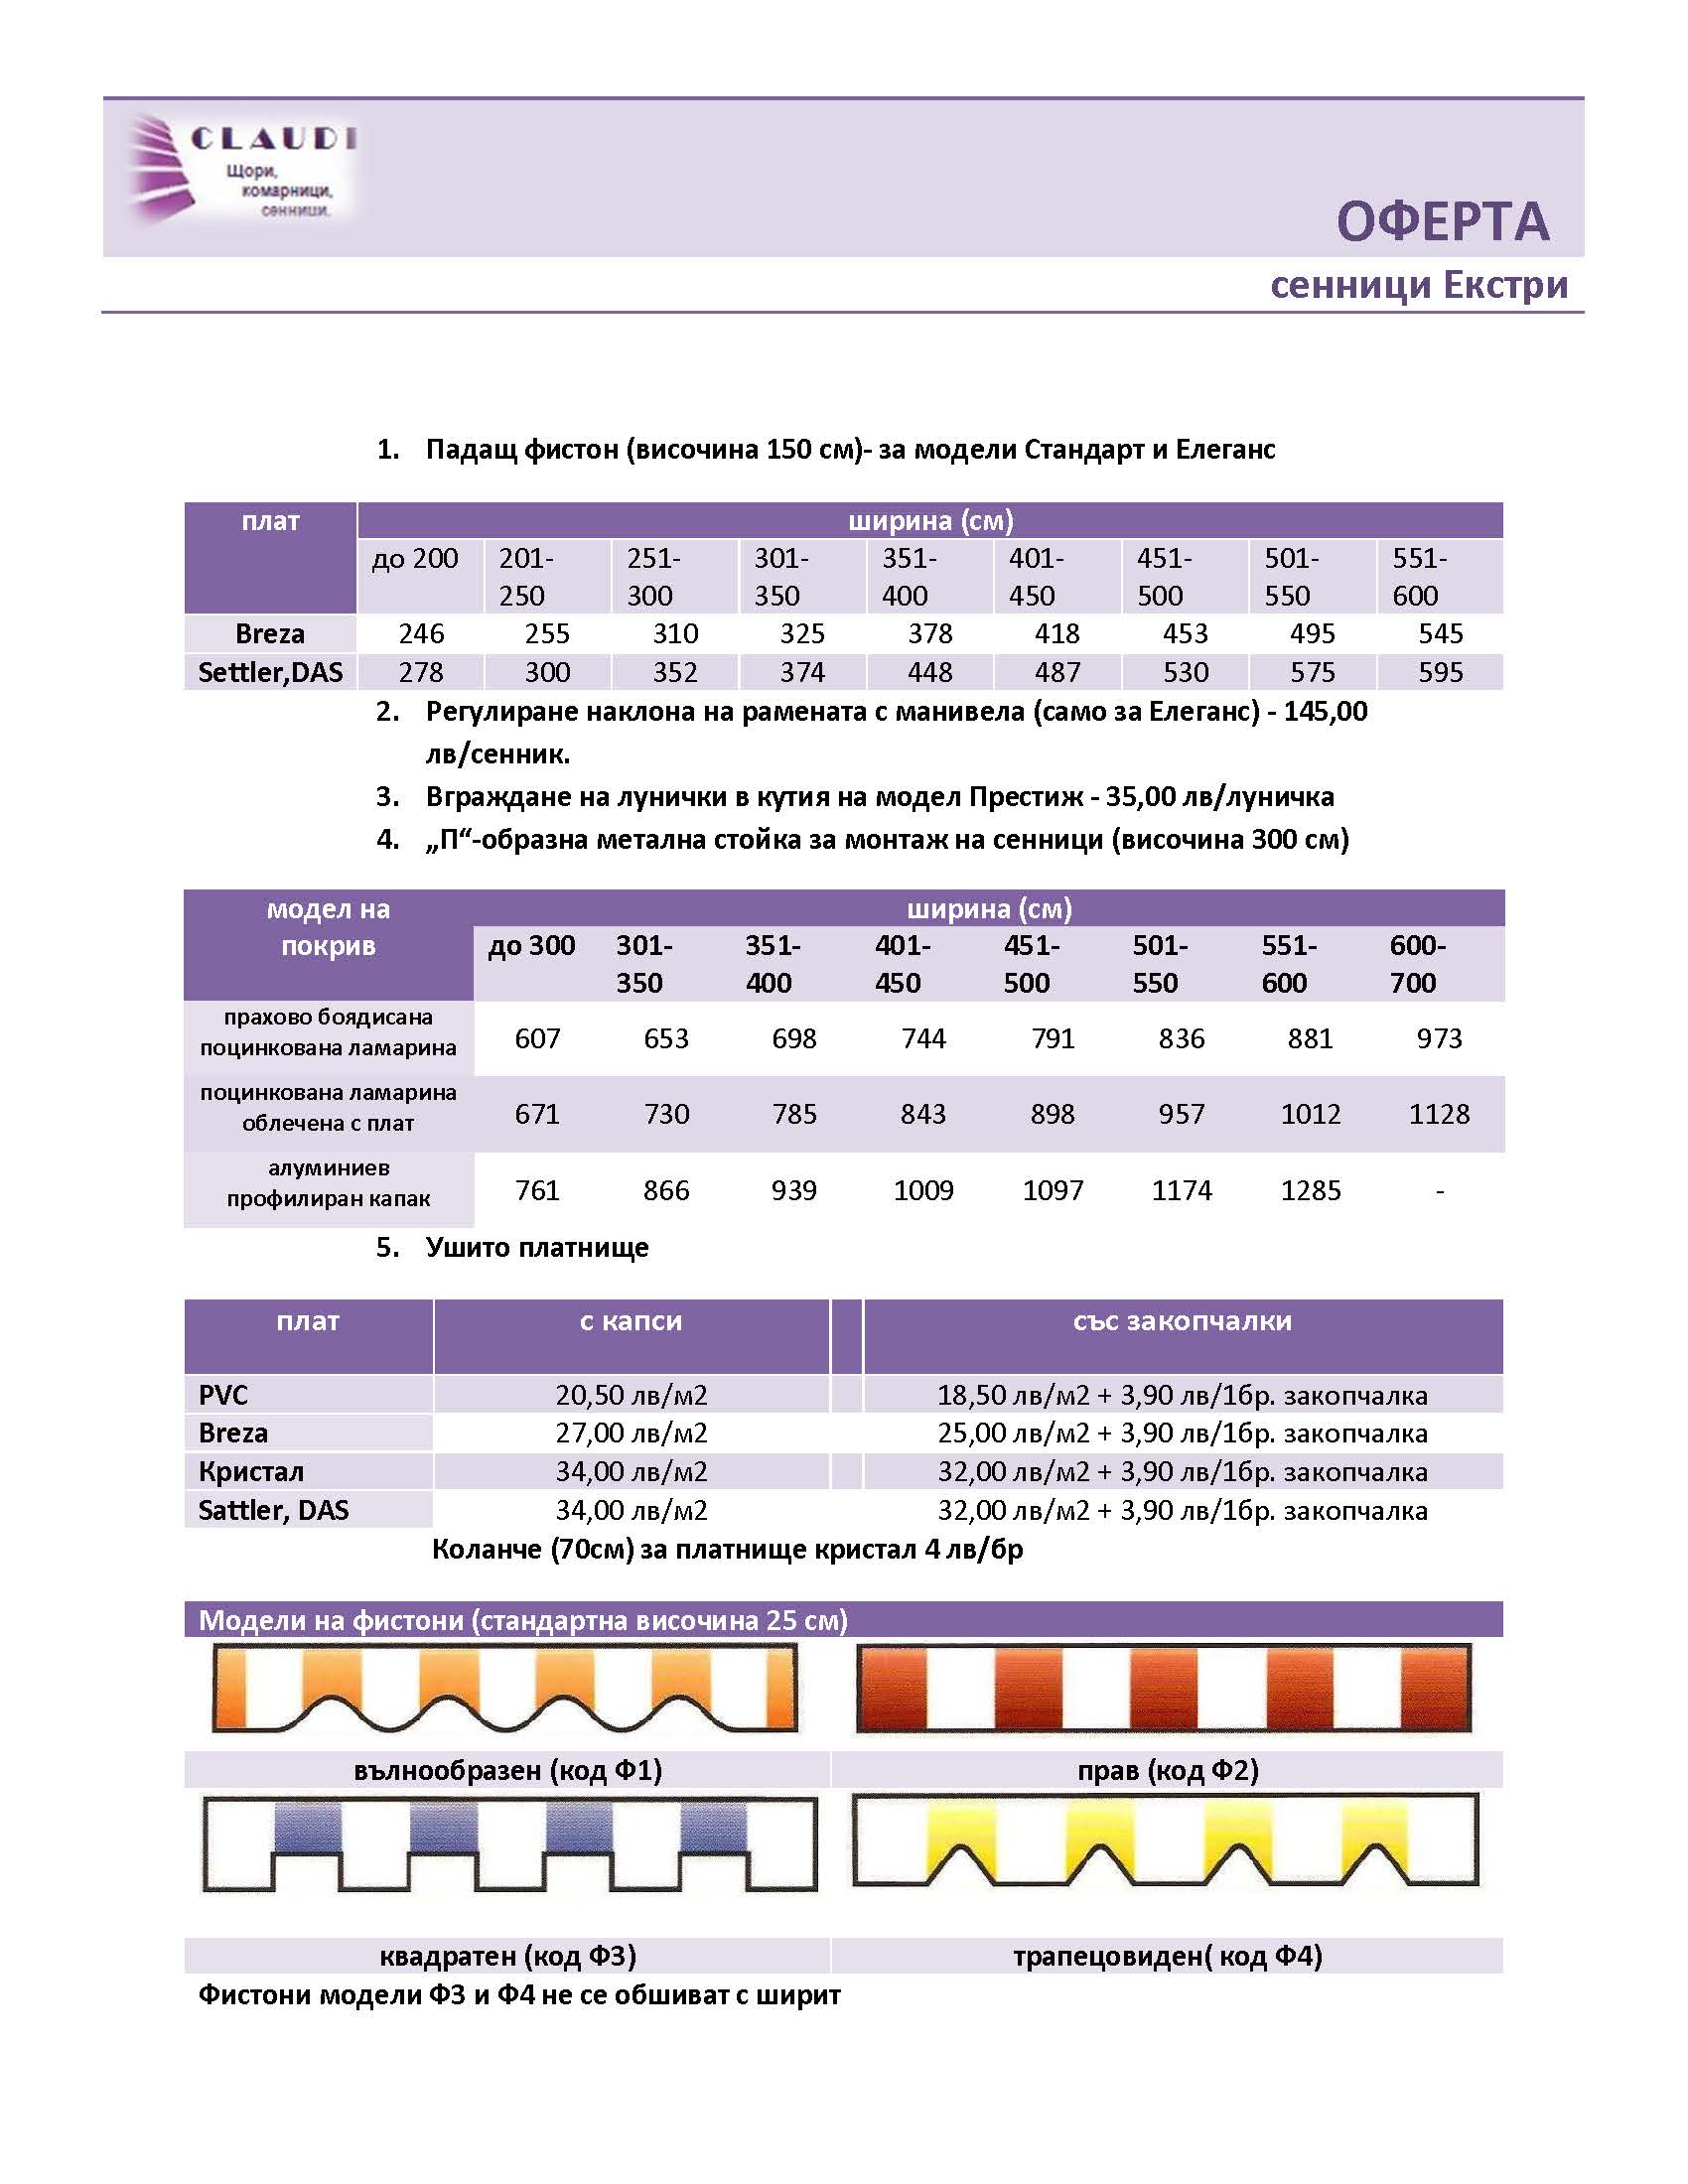 CLAUDI
Щори,
комарници,
сенници.
ОФЕРТА
сенници Екстри
1. Падащ фистон (височина 150 см)- за модели Стандарт и Елеганс
плат ширина (см)
до 200 201-250 251-300 301-350 351-400 401-450 451-500 501-550 551-600
Breza 246 255 310 325 378 418 453 495 545
Settler,DAS 278 300 352 374 448 487 530 575 595
2. Регулиране наклона на рамената с манивела (само за Елеганс) - 145,00
лв/сенник.
3. Вграждане на лунички в кутия на модел Престиж - 35,00 лв/луничка
4. „П“-образна метална стойка за монтаж на сенници (височина 300 см)
модел на покрив ширина (см)
до 300 301-350 351-400 401-450 451-500 501-550 551-600 600-700
прахово боядисана
поцинкована ламарина 607 653 698 744 791 836 881 973
поцинкована ламарина
облечена с плат 671 730 785 843 898 957 1012 1128
алуминиев
профилиран капак 761 866 939 1009 1097 1174 1285 -
5. Ушито платнище
плат с капси със закопчалки
PVC 20,50 лв/м2 18,50 лв/м2 + 3,90 лв/1бр. закопчалка
Breza 27,00 лв/м2 25,00 лв/м2 + 3,90 лв/1бр. закопчалка
Кристал 34,00 лв/м2 32,00 лв/м2 + 3,90 лв/1бр. закопчалка
Sattler, DAS 34,00 лв/м2 32,00 лв/м2 + 3,90 лв/1бр. закопчалка
Коланче (70см) за платнище кристал 4 лв/бр
Модели на фистони (стандартна височина 25 см)
вълнообразен (код Ф1) прав (код Ф2)
квадратен (код Ф3) трапецовиден( код Ф4)
Фистони модели Ф3 и Ф4 не се обшиват с ширит